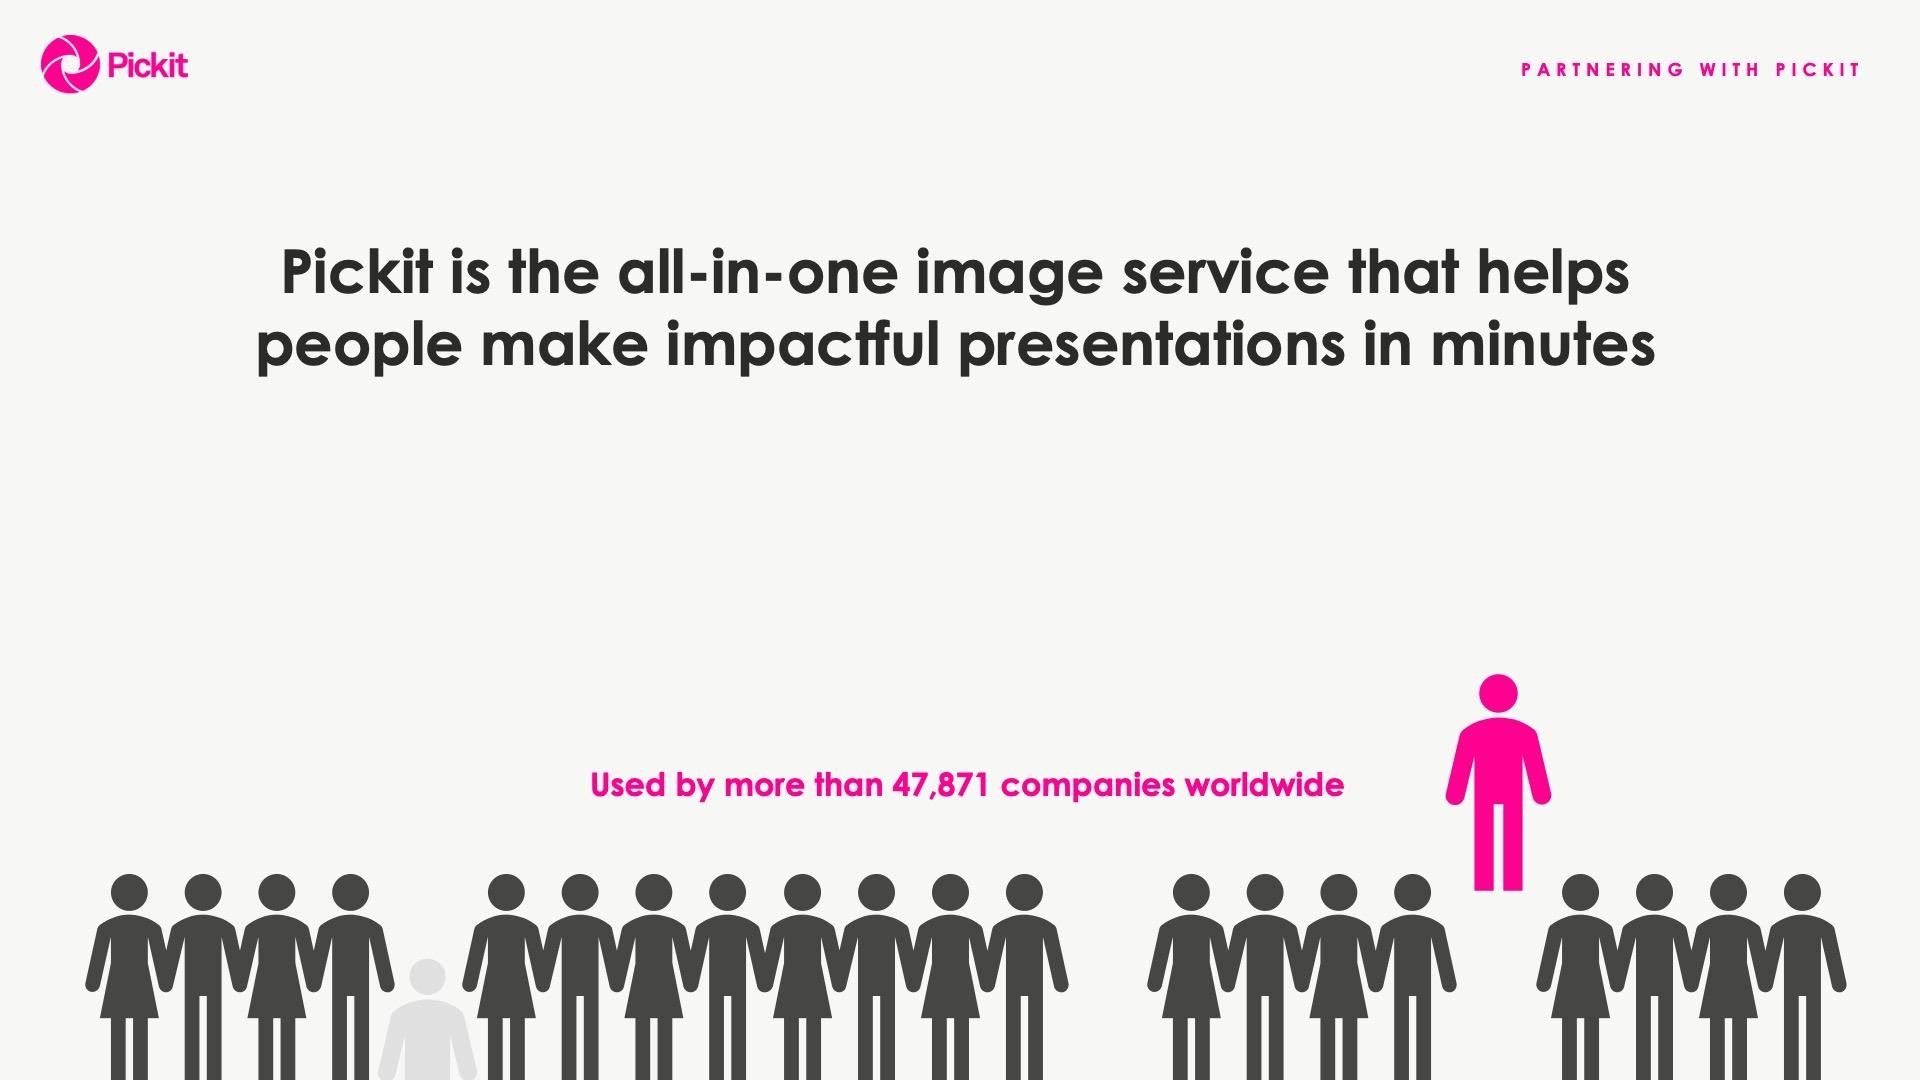 Pickit
PARTNERING WITH PICKIT
Pickit is the all-in-one image service that helps
people make impactful presentations in minutes
Used by more than 47,871 companies worldwide